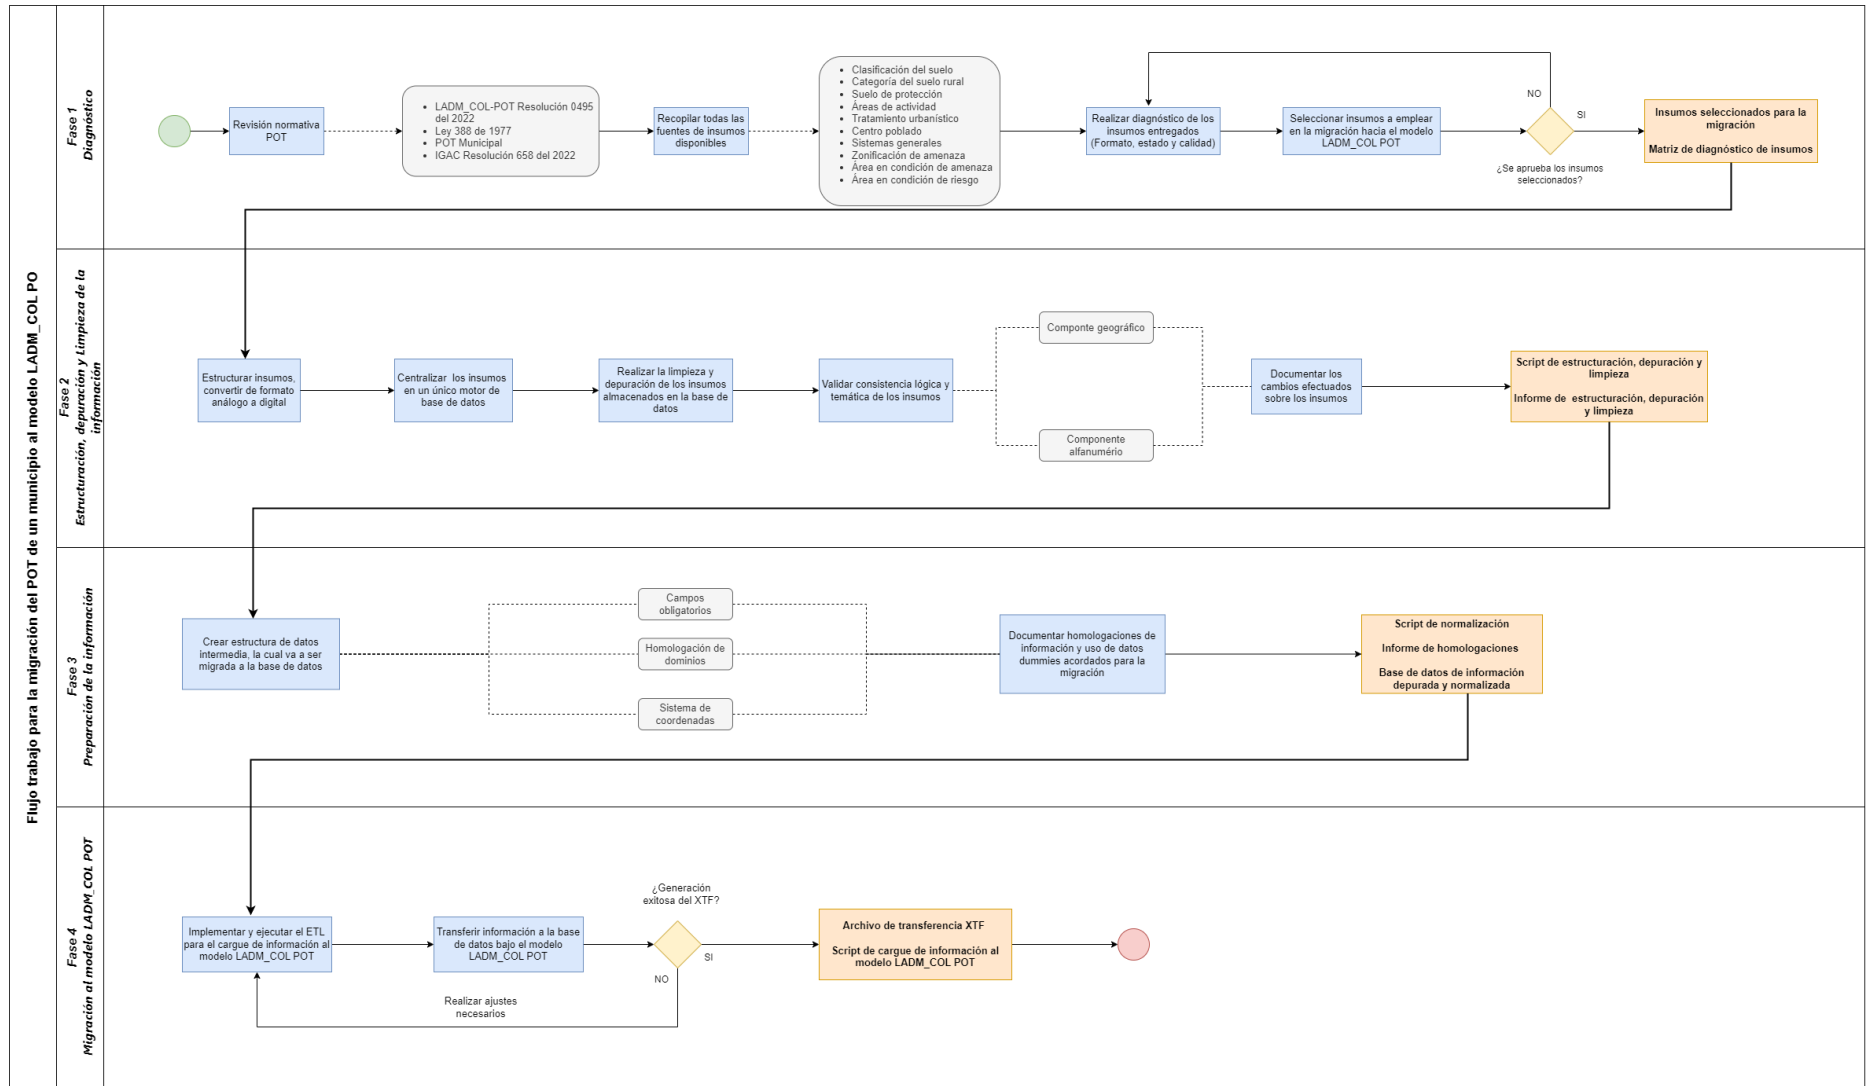 Flujo trabajo para la migración del POT de un municipio al modelo LADM_COL PO
Fase 1
Diagnóstico
Revisión normativa
POT
• LADM_COL-POT Resolución 0495
del 2022
• Ley 388 de 1977
• POT Municipal
• IGAC Resolución 658 del 2022
Recopilar todas las
fuentes de insumos
disponibles
• Clasificación del suelo
• Categoría del suelo rural
• Suelo de protección
• Áreas de actividad
• Tratamiento urbanístico
• Centro poblado
• Sistemas generales
• Zonificación de amenaza
• Área en condición de amenaza
• Área en condición de riesgo
Realizar diagnóstico de los
insumos entregados
(Formato, estado y calidad)
Seleccionar insumos a emplear
en la migración hacia el modelo
LADM_COL POT
NO
SI
¿Se aprueba los insumos
seleccionados?
Insumos seleccionados para la
migración
Matriz de diagnóstico de insumos
Fase 2
Estructuración, depuración y Limpieza de la
información
Estructurar insumos,
convertir de formato
análogo a digital
Centralizar los insumos
en un único motor de
base de datos
Realizar la limpieza y
depuración de los insumos
almacenados en la base de
datos
Validar consistencia lógica y
temática de los insumos
Componte geográfico
Componente
alfanumério
Documentar los
cambios efectuados
sobre los insumos
Script de estructuración, depuración y
limpieza
Informe de estructuración, depuración
y limpieza
Fase 3
Preparación de la información
Crear estructura de datos
intermedia, la cual va a ser
migrada a la base de datos
Campos
obligatorios
Homologación de
dominios
Sistema de
coordenadas
Documentar homologaciones de
información y uso de datos
dummies acordados para la
migración
Script de normalización
Informe de homologaciones
Base de datos de información
depurada y normalizada
Fase 4
Migración al modelo LADM_COL POT
Implementar y ejecutar el ETL
para el cargue de información al
modelo LADM_COL POT
Transferir información a la base
de datos bajo el modelo
LADM_COL POT
¿Generación
exitosa del XTF?
SI
NO
Realizar ajustes
necesarios
Archivo de transferencia XTF
Script de cargue de información al
modelo LADM_COL POT